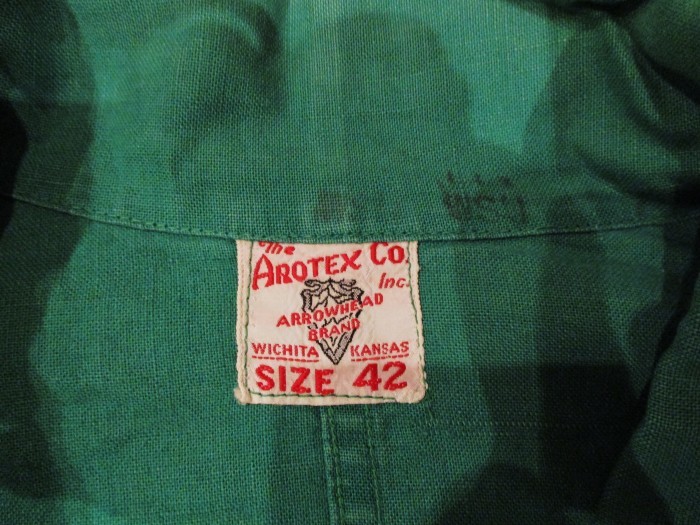 The
AROTEX CO
Inc.
ARROWHEAD
BRAND
WICHITA KANSAS
SIZE 42